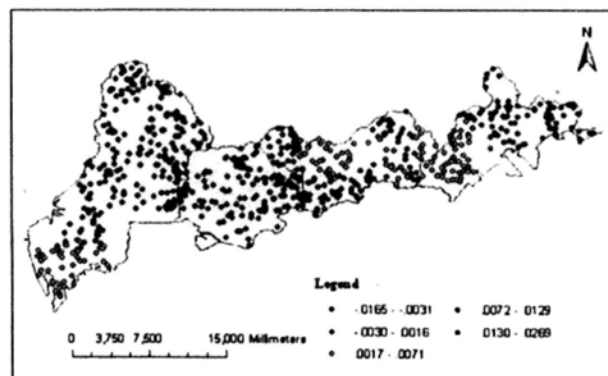 N
Legend
-.0165 - -.0031
.0072 - .0129
-.0030 - .0016
.0130 - .0269
.0017 - .0071
0 3,750 7,500 15,000 Millimeters